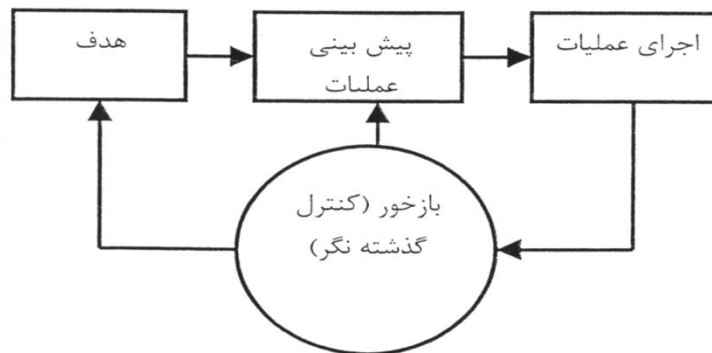 هدف
پیش بینی
عملیات
اجرای عملیات
بازخور (کنترل
گذشته نگر)